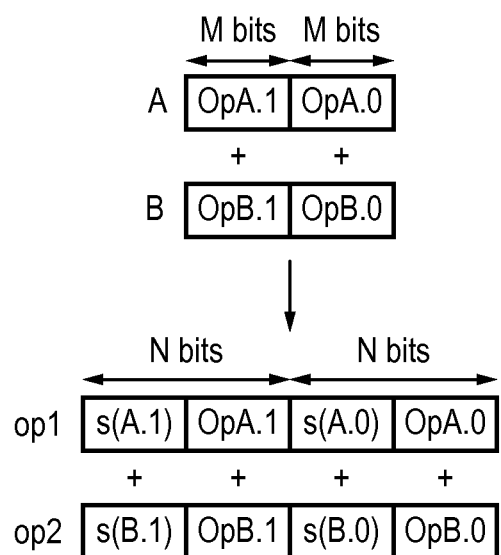 M bits M bits
A OpA.1 OpA.0
+ +
B OpB.1 OpB.0
N bits N bits
op1 s(A.1) OpA.1 s(A.0) OpA.0
+ + + +
op2 s(B.1) OpB.1 s(B.0) OpB.0